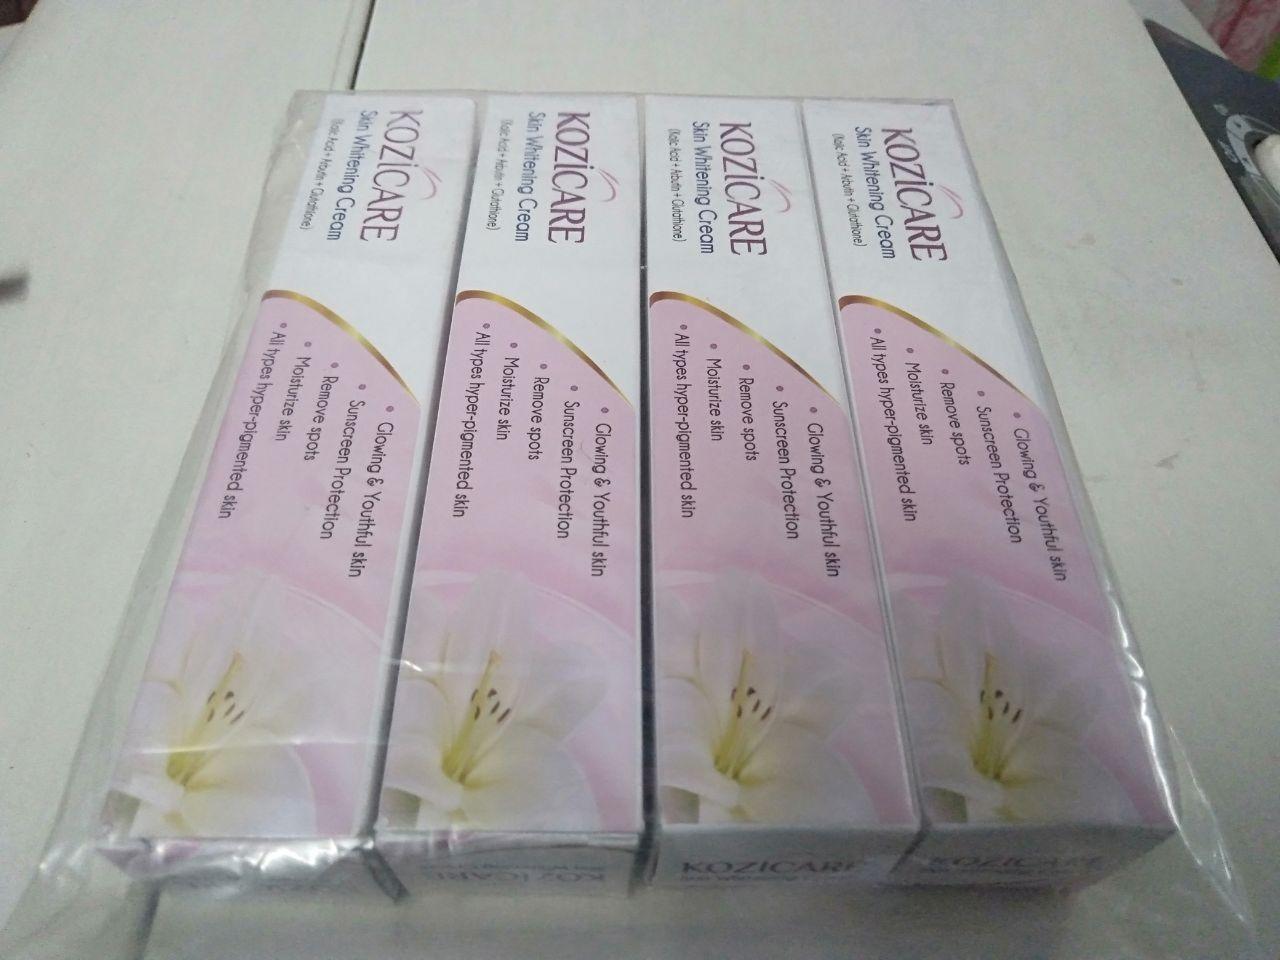 KOZiCARE
Skin Whitening Cream
(Kojic Acid + Arbutin + Glutathione)
• Glowing & Youthful skin
• Sunscreen Protection
• Remove spots
• Moisturize skin
• All types hyper-pigmented skin
KOZiCARE
Skin Whitening Cream
(Kojic Acid + Arbutin + Glutathione)
• Glowing & Youthful skin
• Sunscreen Protection
• Remove spots
• Moisturize skin
• All types hyper-pigmented skin
KOZiCARE
Skin Whitening Cream
(Kojic Acid + Arbutin + Glutathione)
• Glowing & Youthful skin
• Sunscreen Protection
• Remove spots
• Moisturize skin
• All types hyper-pigmented skin
KOZiCARE
Skin Whitening Cream
(Kojic Acid + Arbutin + Glutathione)
• Glowing & Youthful skin
• Sunscreen Protection
• Remove spots
• Moisturize skin
• All types hyper-pigmented skin
KOZiCARE
KOZiCARE
KOZiCARE